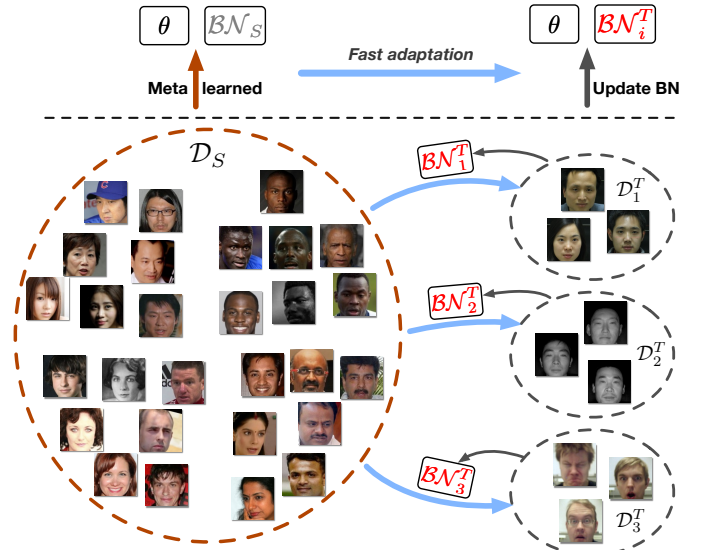 θ BN_S θ BN_i^T
Fast adaptation
Meta learned Update BN
D_S
BN_1^T D_1^T
BN_2^T D_2^T
BN_3^T D_3^T